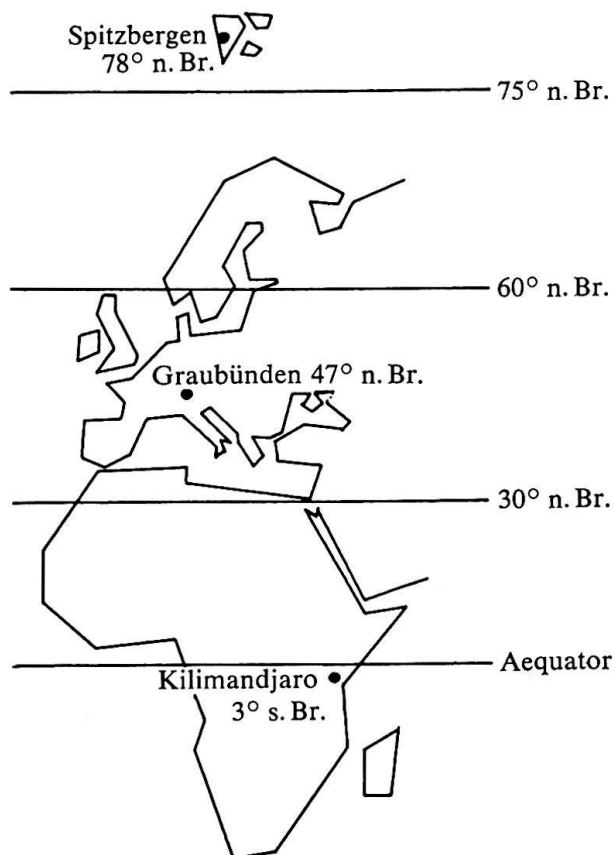 Spitzbergen
78° n. Br.
75° n. Br.
60° n. Br.
Graubünden 47° n. Br.
30° n. Br.
Aequator
Kilimandjaro
3° s. Br.